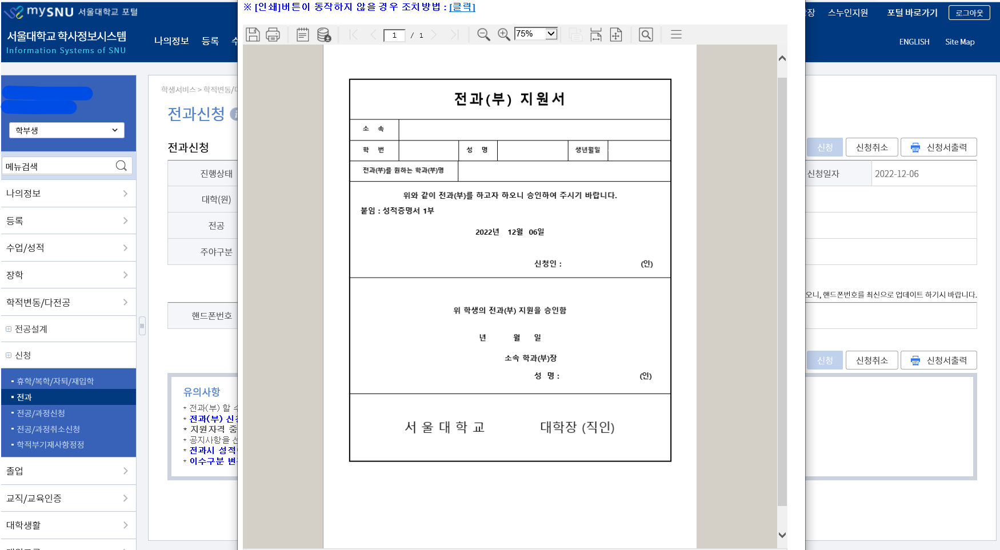 mySNU 서울대학교 포털
스누인지원
포털 바로가기
로그아웃
서울대학교 학사정보시스템
Information Systems of SNU
나의정보
등록
ENGLISH
Site Map
학부생
메뉴검색
나의정보
등록
수업/성적
장학
학적변동/다전공
전공설계
신청
휴학/복학/자퇴/재입학
전과
전공/과정신청
전공/과정취소신청
학적부기재사항정정
졸업
교직/교육인증
대학생활
학생서비스 > 학적변동/다
전과신청
전과신청
신청
신청취소
신청서출력
진행상태
신청일자
2022-12-06
대학(원)
전공
주야구분
오니, 핸드폰번호를 최신으로 업데이트 하기시 바랍니다.
핸드폰번호
신청
신청취소
신청서출력
유의사항
* 전과(부) 할 수
* 전과(부) 신청
* 지원자격 중
* 공지사항을 선
* 전과시 성적
* 이수구분 변
※ [인쇄]버튼이 동작하지 않을 경우 조치방법 : [클릭]
1 / 1
75%
전과(부) 지원서
소 속
학 번
성 명
생년월일
전과(부)를 원하는 학과(부)명
위와 같이 전과(부)를 하고자 하오니 승인하여 주시기 바랍니다.
붙임 : 성적증명서 1부
2022년 12월 06일
신청인 : (인)
위 학생의 전과(부) 지원을 승인함
년 월 일
소속 학과(부)장
성 명 : (인)
서 울 대 학 교 대학장 (직인)